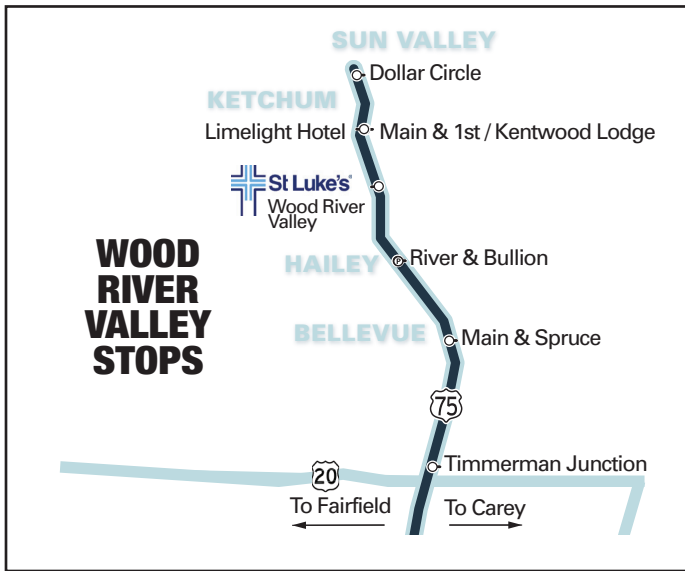 SUN VALLEY
Dollar Circle
KETCHUM
Limelight Hotel
Main & 1st / Kentwood Lodge
St Luke's®
Wood River
Valley
WOOD
RIVER
VALLEY
STOPS
HAILEY
P
River & Bullion
BELLEVUE
Main & Spruce
75
Timmerman Junction
20
To Fairfield
To Carey